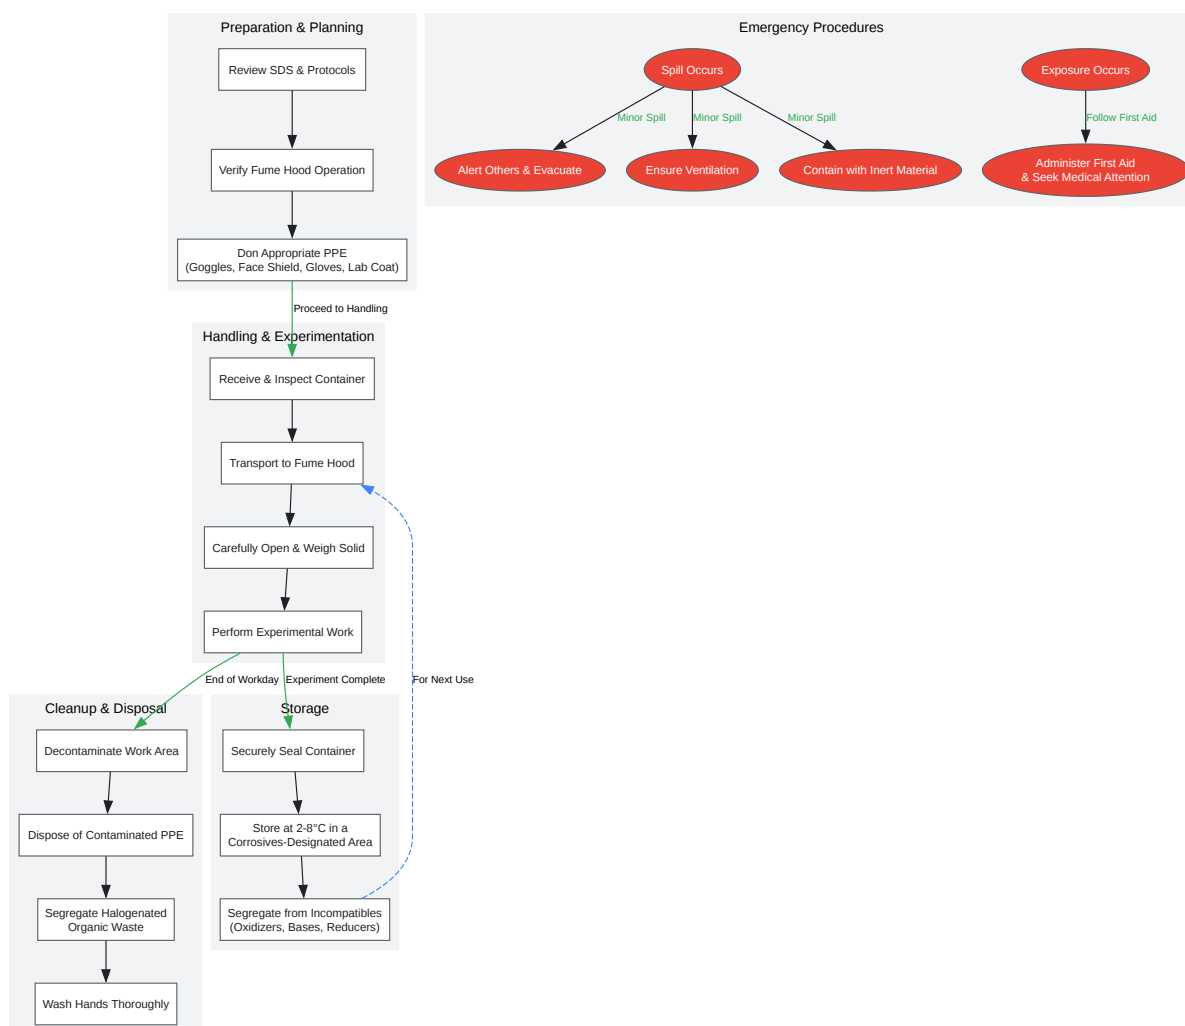 Preparation & Planning
Review SDS & Protocols
Verify Fume Hood Operation
Don Appropriate PPE
(Goggles, Face Shield, Gloves, Lab Coat)
Proceed to Handling
Handling & Experimentation
Receive & Inspect Container
Transport to Fume Hood
Carefully Open & Weigh Solid
Perform Experimental Work
End of Workday
Experiment Complete
For Next Use
Cleanup & Disposal
Decontaminate Work Area
Dispose of Contaminated PPE
Segregate Halogenated
Organic Waste
Wash Hands Thoroughly
Storage
Securely Seal Container
Store at 2-8°C in a
Corrosives-Designated Area
Segregate from Incompatibles
(Oxidizers, Bases, Reducers)
Emergency Procedures
Spill Occurs
Minor Spill
Minor Spill
Minor Spill
Alert Others & Evacuate
Ensure Ventilation
Contain with Inert Material
Exposure Occurs
Follow First Aid
Administer First Aid
& Seek Medical Attention